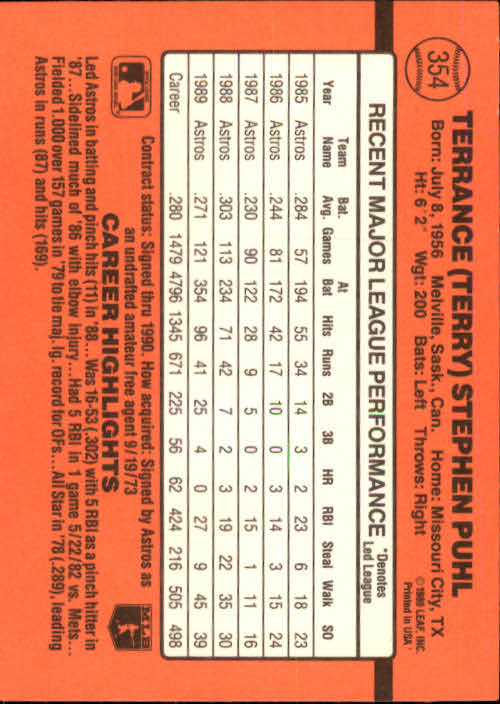 354
TERRANCE (TERRY) STEPHEN PUHL
Born: July 8, 1956 Melville, Sask., Can. Home: Missouri City, TX
Ht: 6'2" Wgt: 200 Bats: Left Throws: Right
© 1989 LEAF, INC.
Printed in USA
RECENT MAJOR LEAGUE PERFORMANCE *Denotes Led League
Year Team Name Bat. Avg. Games At Bat Hits Runs 2B 3B HR RBI Steal Walk SO
1985 Astros .284 57 194 55 34 14 3 2 23 6 18 23
1986 Astros .244 81 172 42 17 10 0 3 14 3 15 24
1987 Astros .230 90 122 28 9 5 0 2 15 1 11 16
1988 Astros .303 113 234 71 42 7 2 3 19 22 35 30
1989 Astros .271 121 354 96 41 25 4 0 27 9 45 39
Career .280 1479 4796 1345 671 225 56 62 424 216 505 498
Contract status: Signed thru 1990. How acquired: Signed by Astros as
an undrafted amateur free agent 9/19/73
CAREER HIGHLIGHTS
MLB
Led Astros in batting and pinch hits (11) in '88... Was 16-53 (.302) with 5 RBI as a pinch hitter in
'87...Sidelined much of '86 with elbow injury... Had 5 RBI in 1 game 5/22/82 vs. Mets...
Fielded 1.000 over 157 games in '79 to tie maj. lg. record for OFs...All Star in '78 (.289), leading
Astros in runs (87) and hits (169).